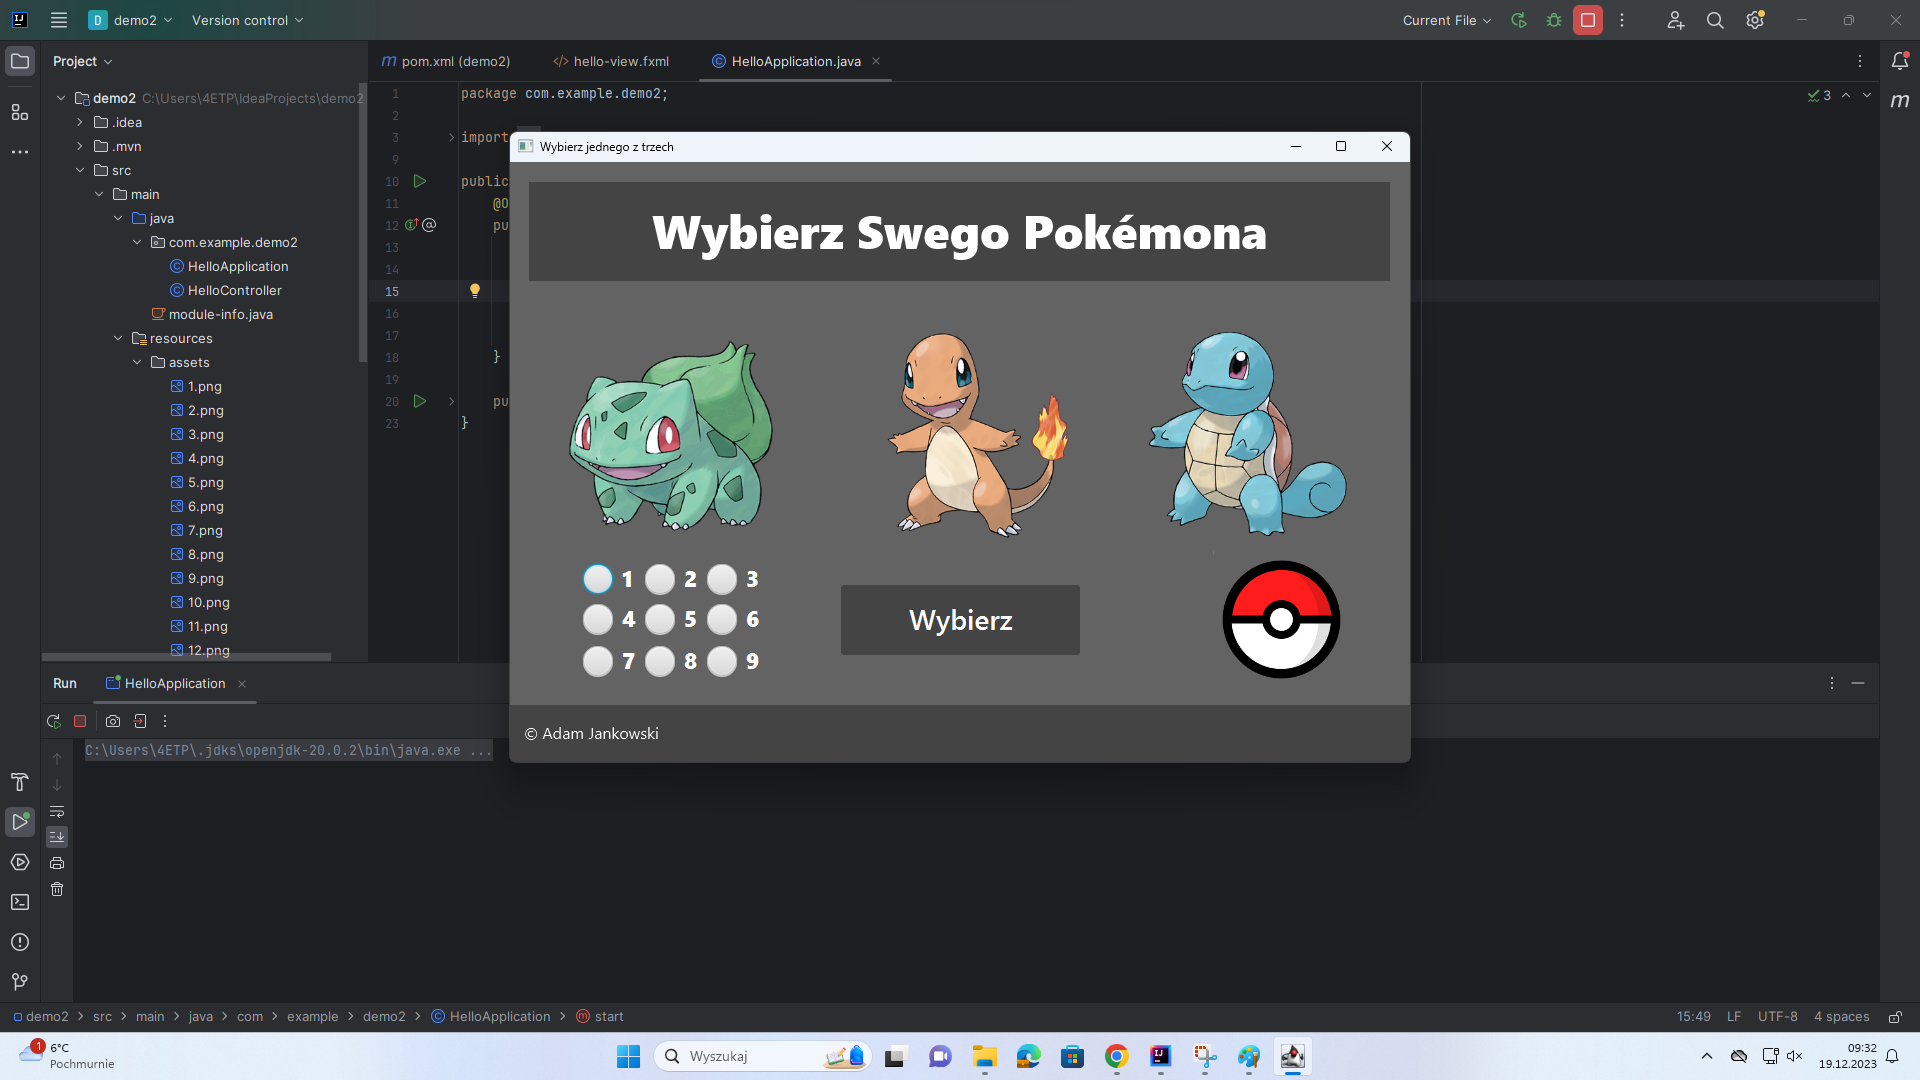 demo2
Version control
Current File
Project
pom.xml (demo2)
hello-view.fxml
HelloApplication.java
demo2 C:\Users\4ETP\IdeaProjects\demo2
.idea
.mvn
src
main
java
com.example.demo2
HelloApplication
HelloController
module-info.java
resources
assets
1.png
2.png
3.png
4.png
5.png
6.png
7.png
8.png
9.png
10.png
11.png
12.png
1 package com.example.demo2;
2
3 import
9
10 public
11 @O
12 pu
13
14
15
16
17
18 }
19
20 pu
23 }
3
Wybierz jednego z trzech
Wybierz Swego Pokémona
1 2 3
4 5 6
7 8 9
Wybierz
© Adam Jankowski
Run
HelloApplication
C:\Users\4ETP\.jdks\openjdk-20.0.2\bin\java.exe ...
demo2 > src > main > java > com > example > demo2 > HelloApplication > start
15:49 LF UTF-8 4 spaces
1
6°C
Pochmurnie
Wyszukaj
09:32
19.12.2023